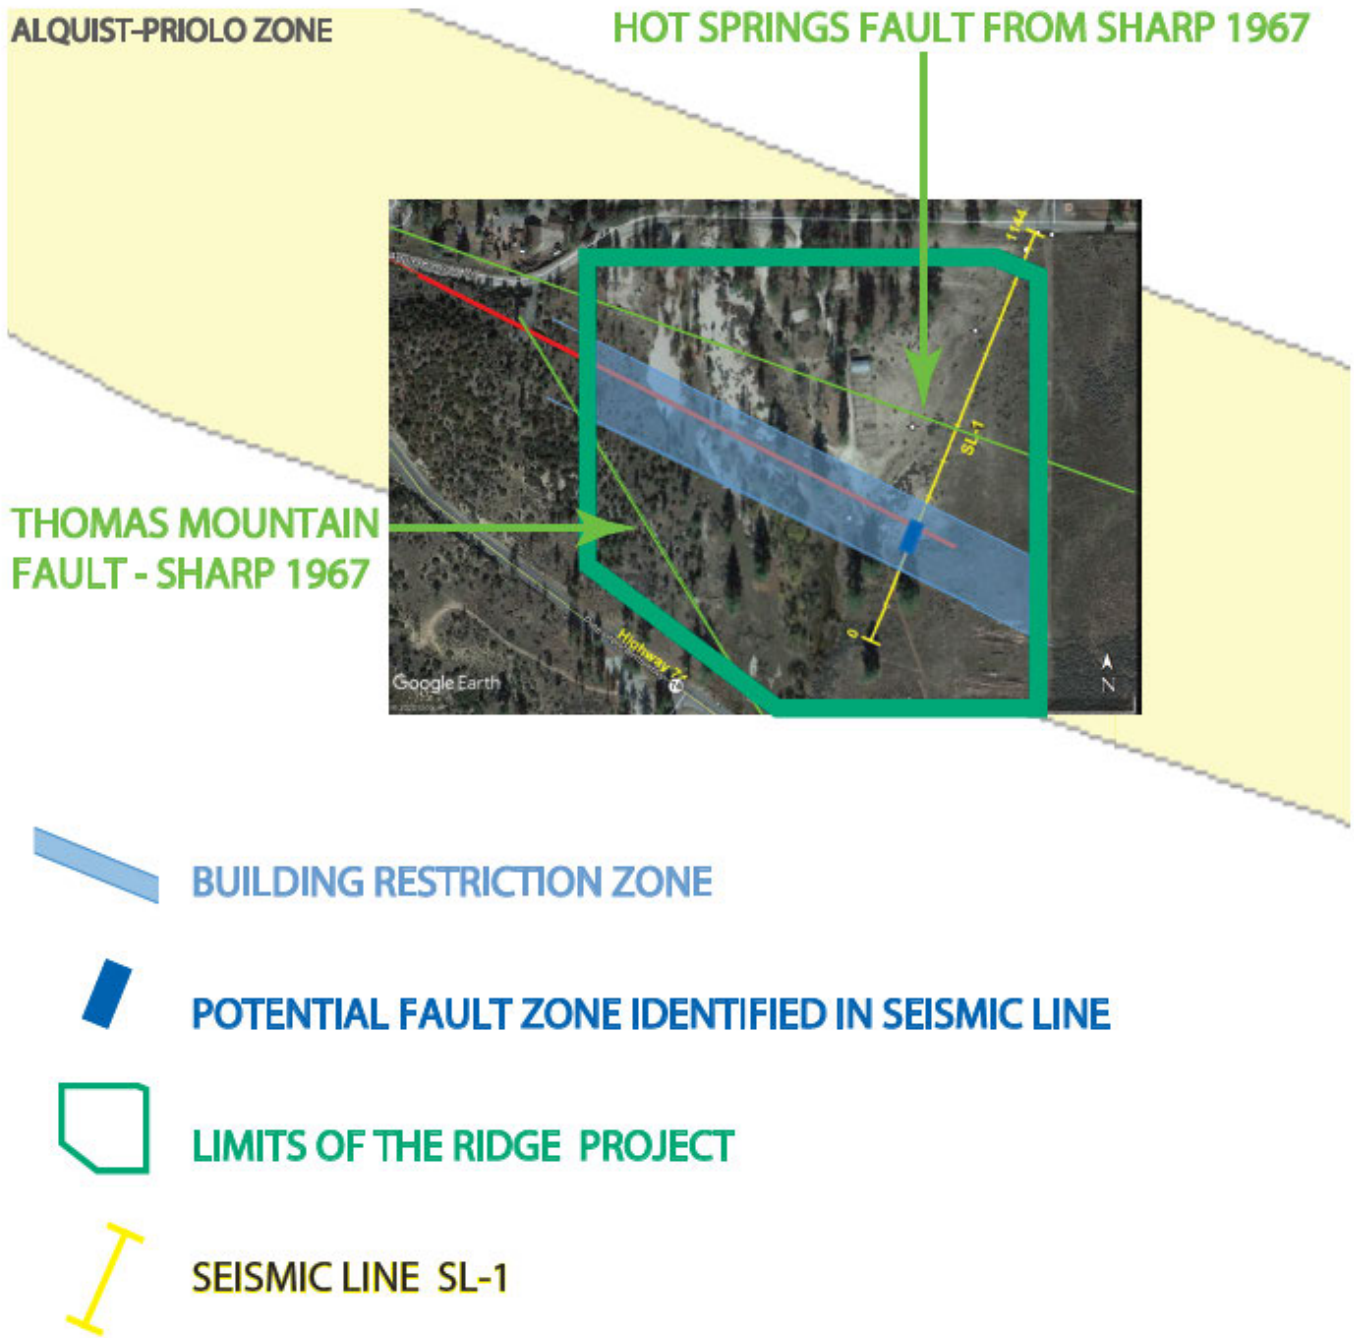 ALQUIST-PRIOLO ZONE
HOT SPRINGS FAULT FROM SHARP 1967
1144
SL-1
THOMAS MOUNTAIN
FAULT - SHARP 1967
0
Highway 74
Google Earth
N
BUILDING RESTRICTION ZONE
POTENTIAL FAULT ZONE IDENTIFIED IN SEISMIC LINE
LIMITS OF THE RIDGE PROJECT
SEISMIC LINE SL-1